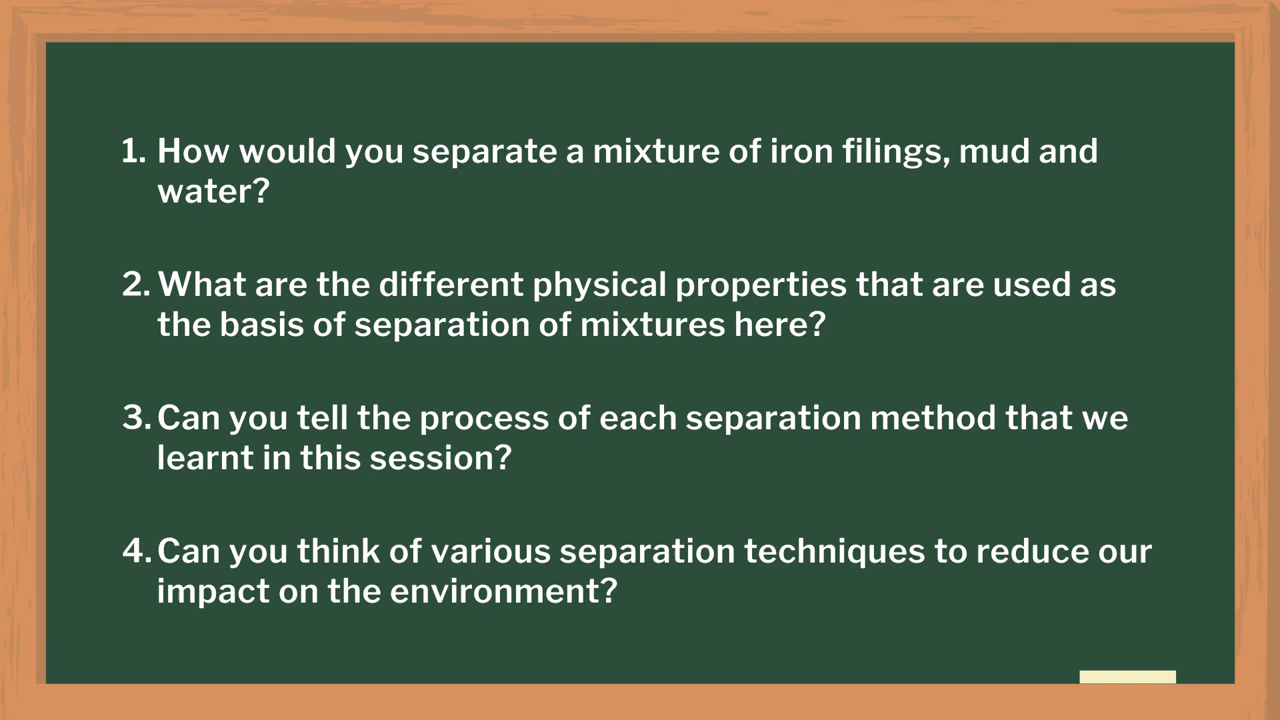 1. How would you separate a mixture of iron filings, mud and
water?
2. What are the different physical properties that are used as
the basis of separation of mixtures here?
3. Can you tell the process of each separation method that we
learnt in this session?
4. Can you think of various separation techniques to reduce our
impact on the environment?